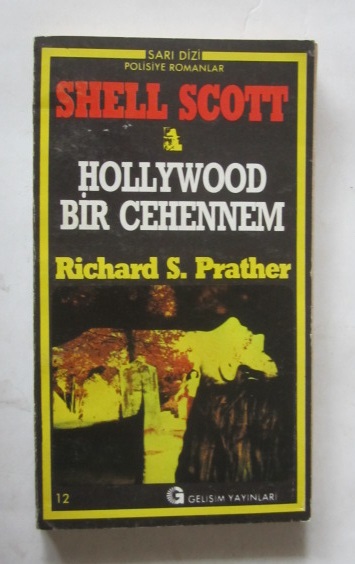 SARI DİZİ
POLİSİYE ROMANLAR
SHELL SCOTT
HOLLYWOOD
BİR CEHENNEM
Richard S. Prather
12
G GELİŞİM YAYINLARI